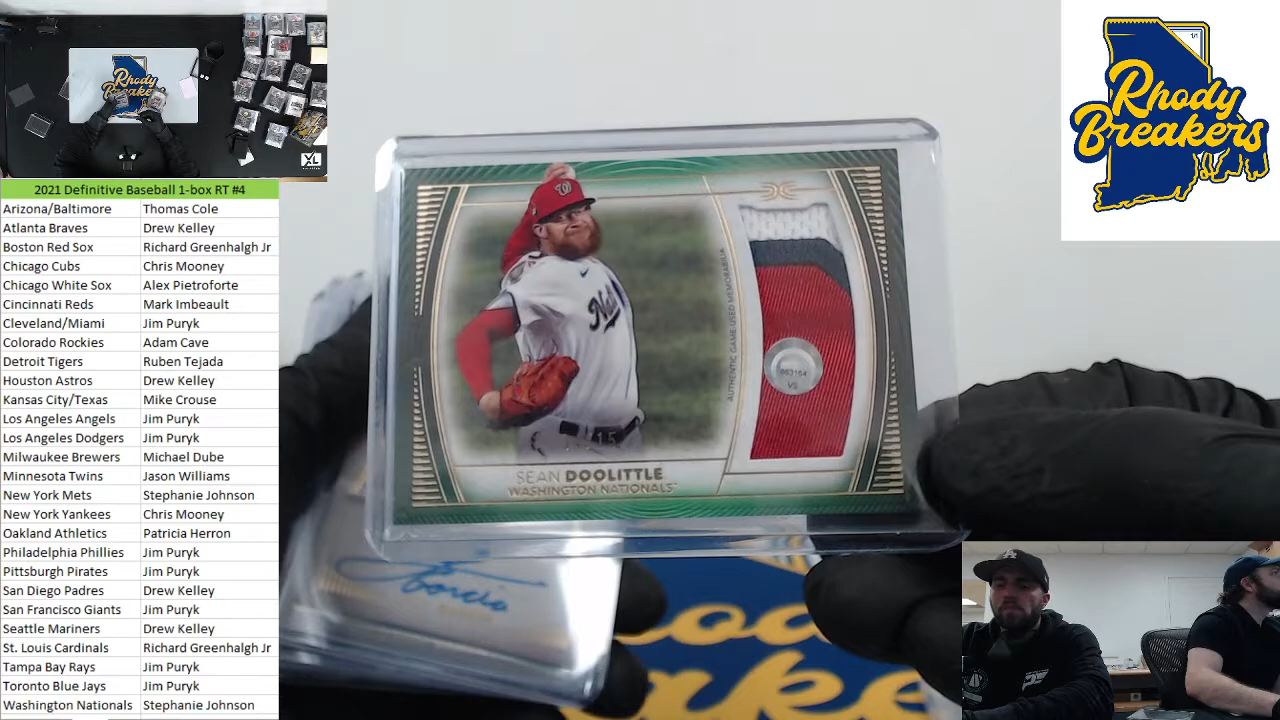 Rhody
Breakers
XL
2021 Definitive Baseball 1-box RT #4
Arizona/Baltimore Thomas Cole
Atlanta Braves Drew Kelley
Boston Red Sox Richard Greenhalgh Jr
Chicago Cubs Chris Mooney
Chicago White Sox Alex Pietroforte
Cincinnati Reds Mark Imbeault
Cleveland/Miami Jim Puryk
Colorado Rockies Adam Cave
Detroit Tigers Ruben Tejada
Houston Astros Drew Kelley
Kansas City/Texas Mike Crouse
Los Angeles Angels Jim Puryk
Los Angeles Dodgers Jim Puryk
Milwaukee Brewers Michael Dube
Minnesota Twins Jason Williams
New York Mets Stephanie Johnson
New York Yankees Chris Mooney
Oakland Athletics Patricia Herron
Philadelphia Phillies Jim Puryk
Pittsburgh Pirates Jim Puryk
San Diego Padres Drew Kelley
San Francisco Giants Jim Puryk
Seattle Mariners Drew Kelley
St. Louis Cardinals Richard Greenhalgh Jr
Tampa Bay Rays Jim Puryk
Toronto Blue Jays Jim Puryk
Washington Nationals Stephanie Johnson
W
AUTHENTIC GAME USED MEMORABILIA
SEAN DOOLITTLE
WASHINGTON NATIONALS
1/1
Rhody
Breakers
LA